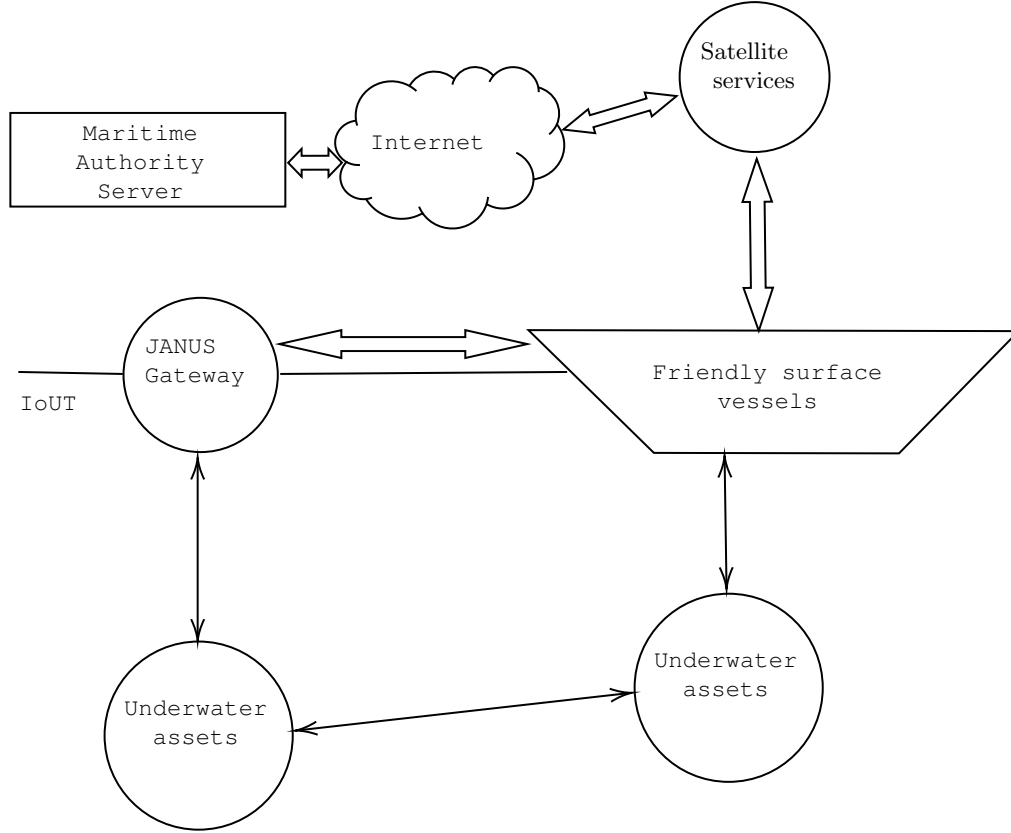 Satellite
services
Maritime
Authority
Server
Internet
JANUS
Gateway
IoUT
Friendly surface
vessels
Underwater
assets
Underwater
assets